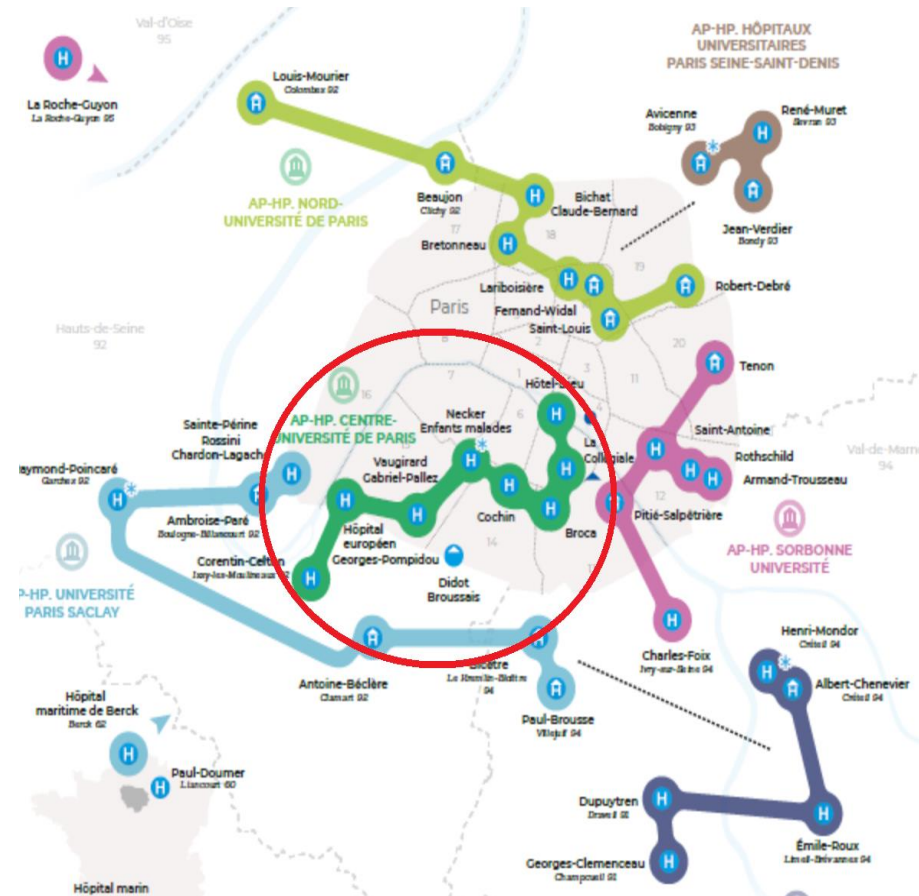 Val-d'Oise
95
La Roche-Guyon
La Roche-Guyon 95
Louis-Mourier
Colombes 92
AP-HP. HÔPITAUX
UNIVERSITAIRES
PARIS SEINE-SAINT-DENIS
Avicenne
Bobigny 93
René-Muret
Sevran 93
Jean-Verdier
Bondy 93
AP-HP. NORD-
UNIVERSITÉ DE PARIS
Beaujon
Clichy 92
Bichat
Claude-Bernard
17
18
Bretonneau
19
Lariboisière
Fernand-Widal
Saint-Louis
Robert-Debré
Paris
Hauts-de-Seine
92
8
2
3
20
7
1
11
16
6
4
Tenon
Hôtel-Dieu
AP-HP. CENTRE-
UNIVERSITÉ DE PARIS
Necker
Enfants malades
Sainte-Périne
Rossini
Chardon-Lagache
La
Collégiale
Saint-Antoine
Rothschild
Armand-Trousseau
Val-de-Marne
94
Raymond-Poincaré
Garches 92
Vaugirard
Gabriel-Pallez
12
Ambroise-Paré
Boulogne-Billancourt 92
Cochin
Broca
Pitié-Salpêtrière
Hôpital
européen
Georges-Pompidou
14
13
Corentin-Celton
Issy-les-Moulineaux 92
Didot
Broussais
AP-HP. SORBONNE
UNIVERSITÉ
AP-HP. UNIVERSITÉ
PARIS SACLAY
Charles-Foix
Ivry-sur-Seine 94
Henri-Mondor
Créteil 94
Albert-Chenevier
Créteil 94
Antoine-Béclère
Clamart 92
Bicêtre
Le Kremlin-Bicêtre
94
Paul-Brousse
Villejuif 94
Hôpital
maritime de Berck
Berck 62
Paul-Doumer
Liancourt 60
Dupuytren
Draveil 91
Georges-Clemenceau
Champcueil 91
Émile-Roux
Limeil-Brévannes 94
Hôpital marin